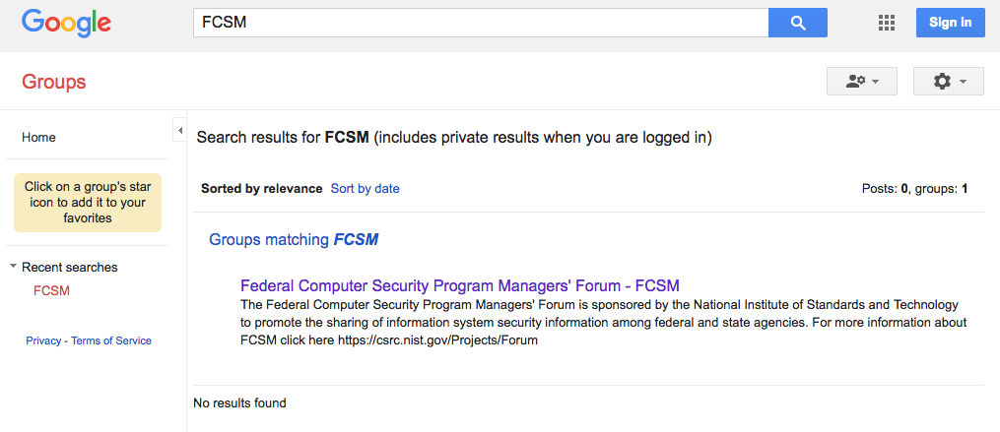 Google
FCSM
Sign in
Groups
Home
Click on a group's star
icon to add it to your
favorites
Recent searches
FCSM
Privacy - Terms of Service
Search results for FCSM (includes private results when you are logged in)
Sorted by relevance Sort by date
Posts: 0, groups: 1
Groups matching FCSM
Federal Computer Security Program Managers' Forum - FCSM
The Federal Computer Security Program Managers' Forum is sponsored by the National Institute of Standards and Technology
to promote the sharing of information system security information among federal and state agencies. For more information about
FCSM click here https://csrc.nist.gov/Projects/Forum
No results found